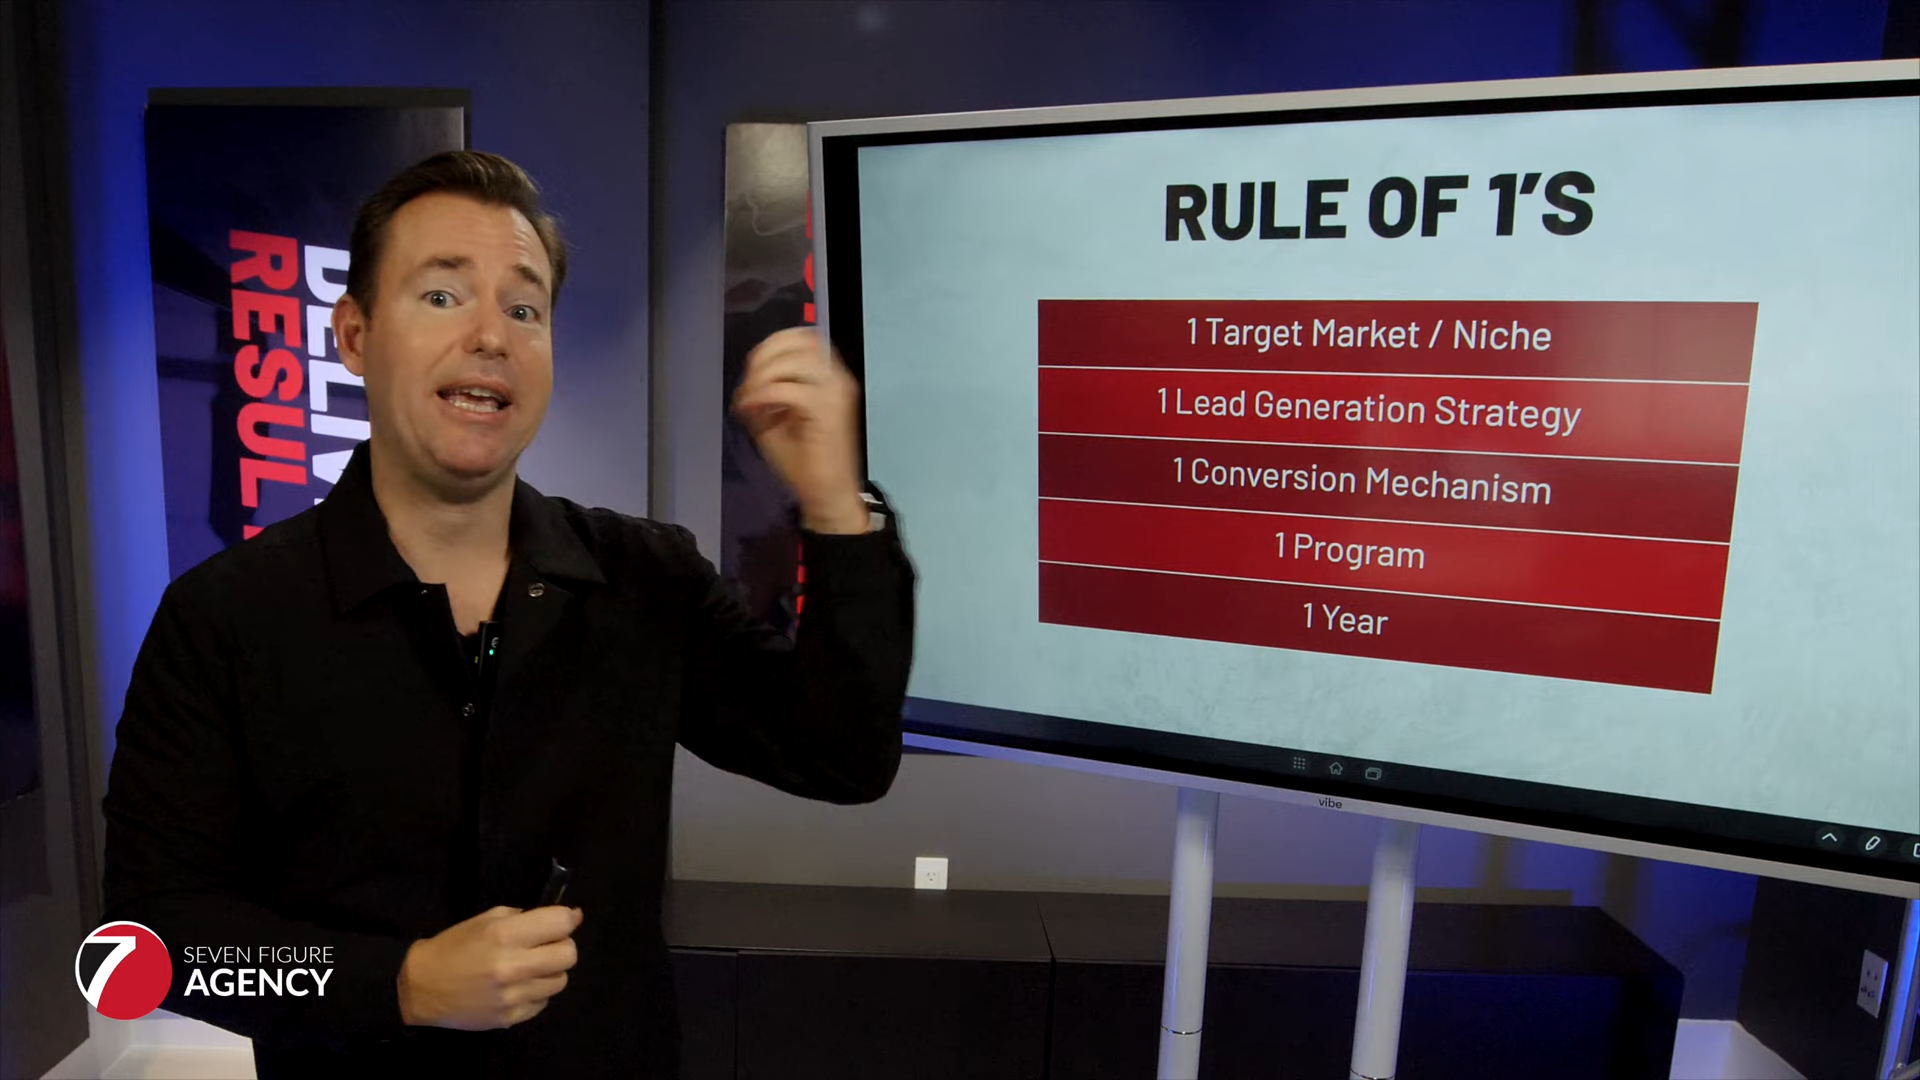 RULE OF 1'S
1 Target Market / Niche
1 Lead Generation Strategy
1 Conversion Mechanism
1 Program
1 Year
vibe
RESUL
7 SEVEN FIGURE
AGENCY